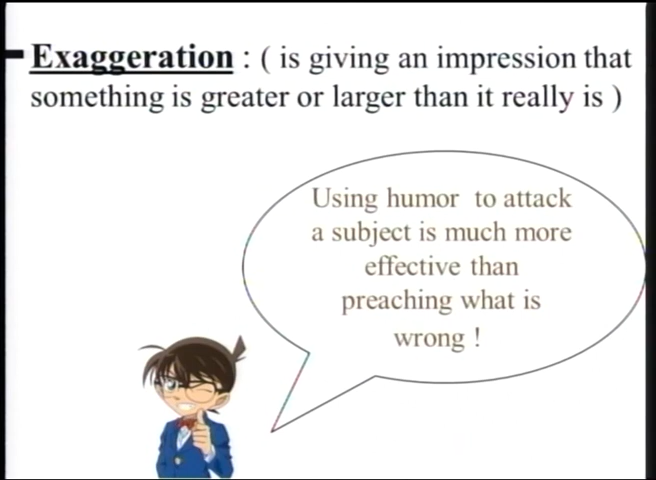 Exaggeration : ( is giving an impression that
something is greater or larger than it really is )
Using humor to attack
a subject is much more
effective than
preaching what is
wrong !